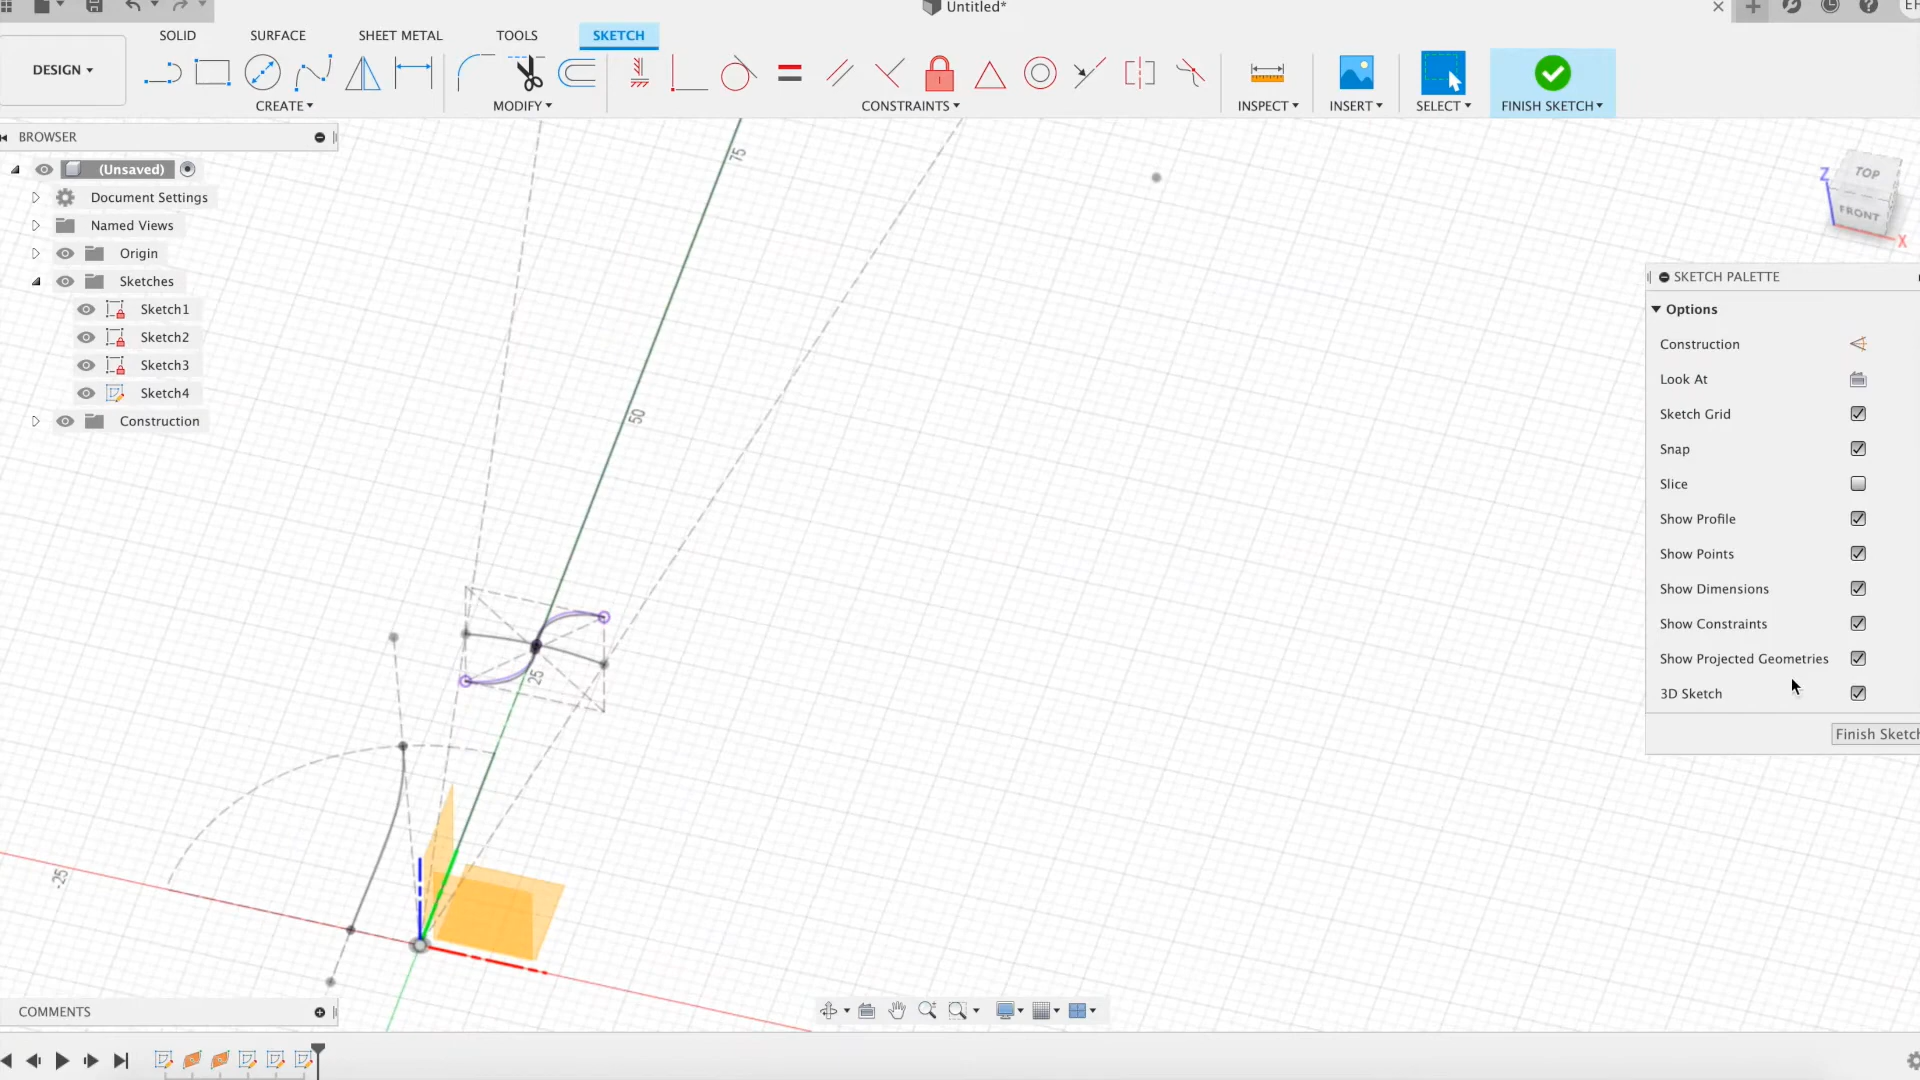 Untitled*
SOLID SURFACE SHEET METAL TOOLS SKETCH
DESIGN
CREATE MODIFY CONSTRAINTS INSPECT INSERT SELECT FINISH SKETCH
BROWSER
(Unsaved)
Document Settings
Named Views
Origin
Sketches
Sketch1
Sketch2
Sketch3
Sketch4
Construction
75
50
25
-25
TOP
FRONT
Z
X
SKETCH PALETTE
Options
Construction
Look At
Sketch Grid
Snap
Slice
Show Profile
Show Points
Show Dimensions
Show Constraints
Show Projected Geometries
3D Sketch
Finish Sketch
COMMENTS